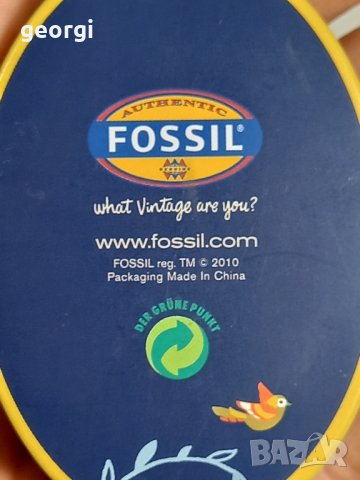 georgi
AUTHENTIC
FOSSIL®
GENUINE
what Vintage are you?
www.fossil.com
FOSSIL reg. TM © 2010
Packaging Made In China
DER GRÜNE PUNKT
BAZAR